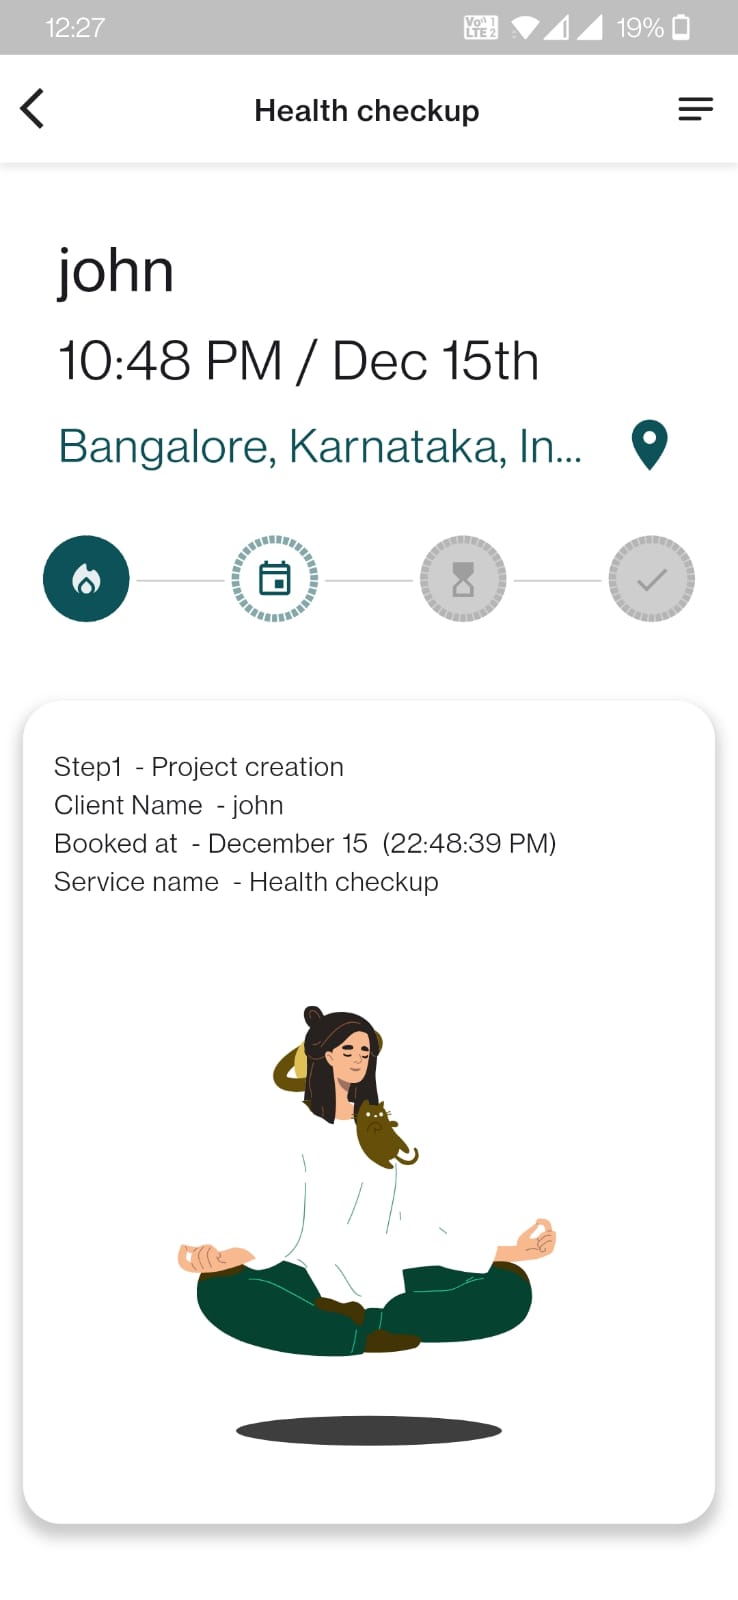 12:27
Vo 1
LTE 2
19%
Health checkup
john
10:48 PM / Dec 15th
Bangalore, Karnataka, In...
Step1 - Project creation
Client Name - john
Booked at - December 15 (22:48:39 PM)
Service name - Health checkup